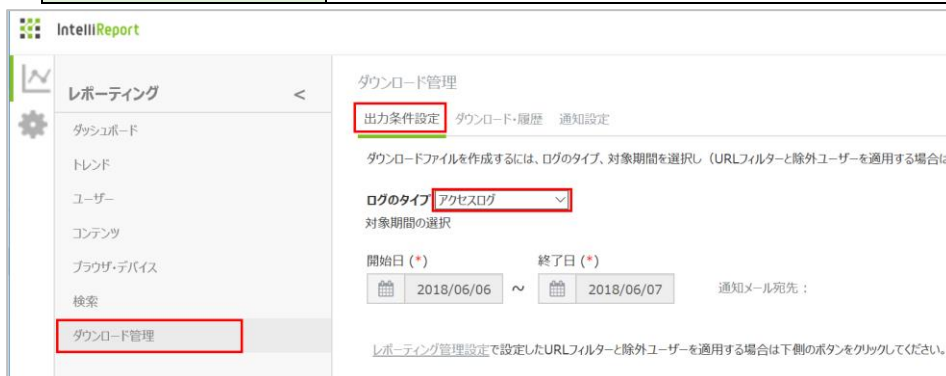 IntelliReport
レポーティング <
ダッシュボード
トレンド
ユーザー
コンテンツ
ブラウザ・デバイス
検索
ダウンロード管理
ダウンロード管理
出力条件設定 ダウンロード・履歴 通知設定
ダウンロードファイルを作成するには、ログのタイプ、対象期間を選択し（URLフィルターと除外ユーザーを適用する場合は
ログのタイプ アクセスログ
対象期間の選択
開始日 (*) 終了日 (*)
2018/06/06 ～ 2018/06/07 通知メール宛先：
レポーティング管理設定で設定したURLフィルターと除外ユーザーを適用する場合は下側のボタンをクリックしてください。